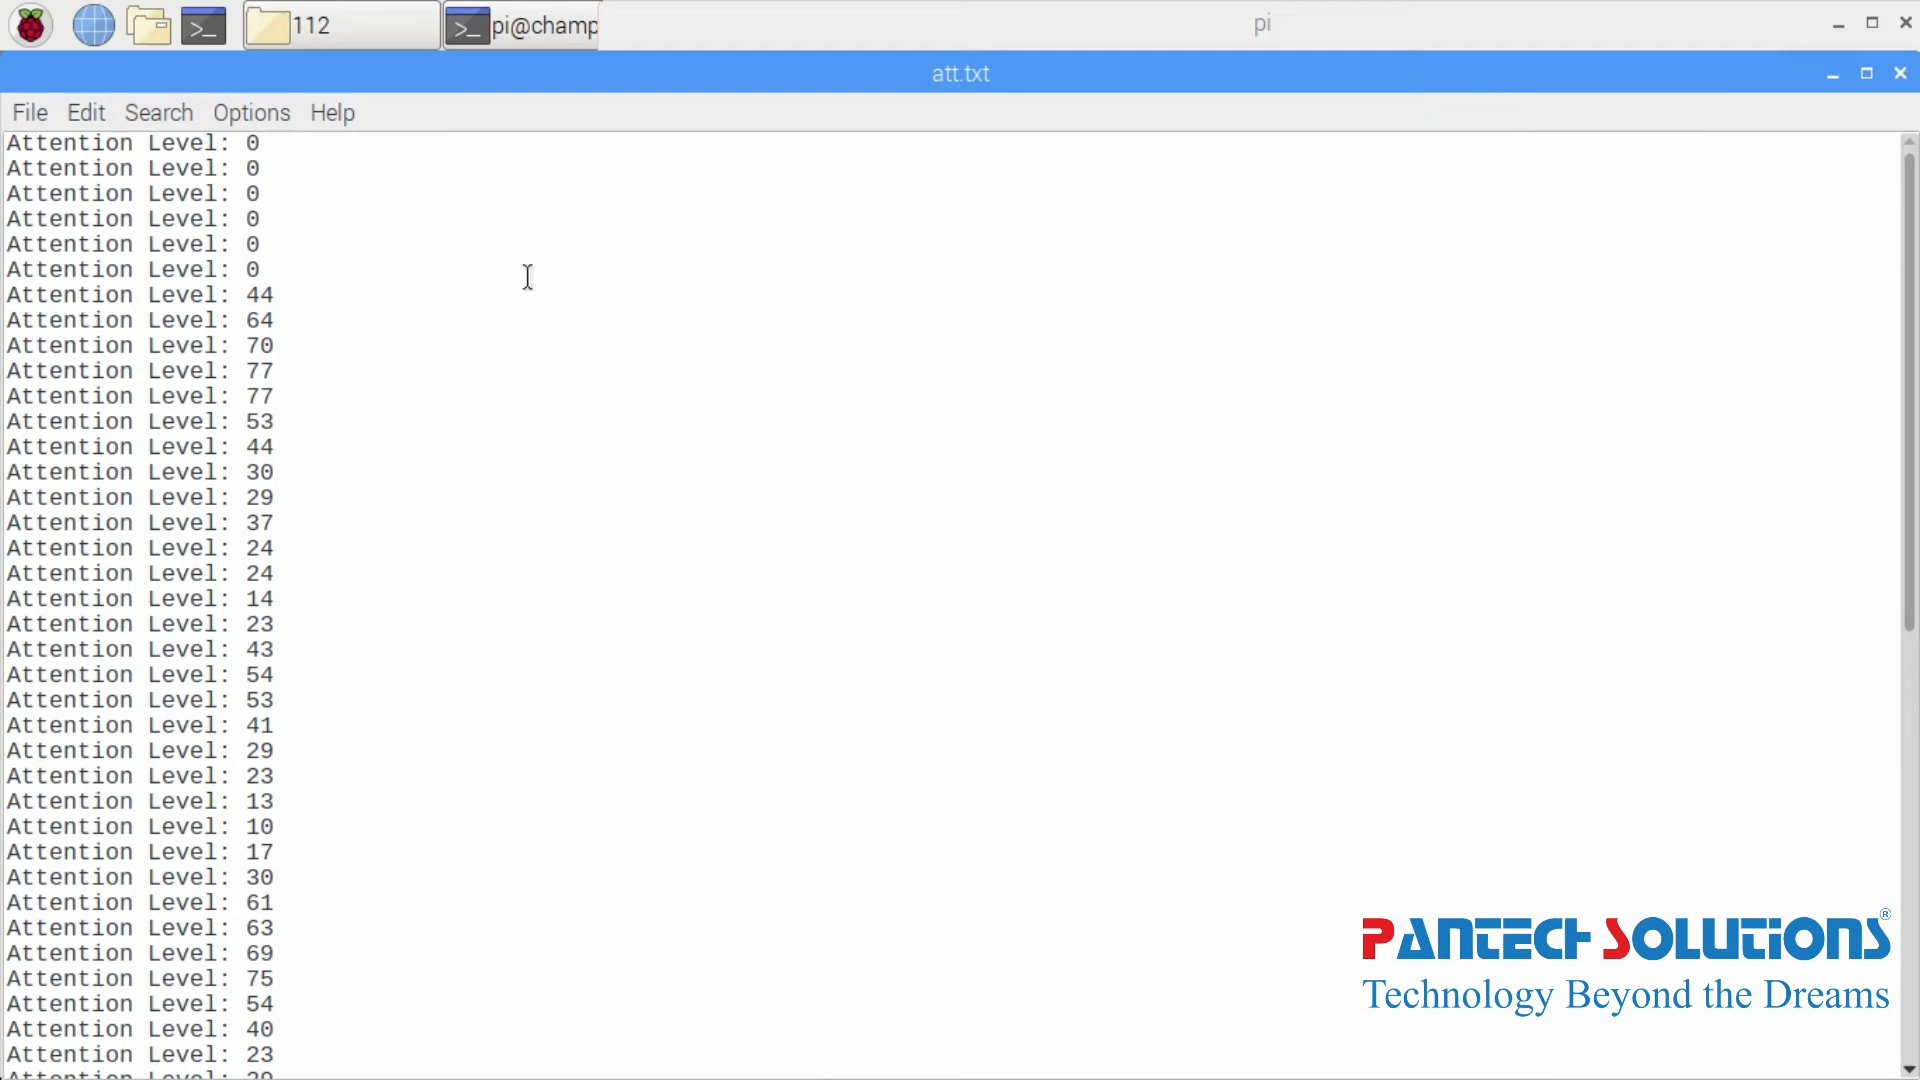 112
pi@champ
pi
att.txt
File Edit Search Options Help
Attention Level: 0
Attention Level: 0
Attention Level: 0
Attention Level: 0
Attention Level: 0
Attention Level: 0
Attention Level: 44
Attention Level: 64
Attention Level: 70
Attention Level: 77
Attention Level: 77
Attention Level: 53
Attention Level: 44
Attention Level: 30
Attention Level: 29
Attention Level: 37
Attention Level: 24
Attention Level: 24
Attention Level: 14
Attention Level: 23
Attention Level: 43
Attention Level: 54
Attention Level: 53
Attention Level: 41
Attention Level: 29
Attention Level: 23
Attention Level: 13
Attention Level: 10
Attention Level: 17
Attention Level: 30
Attention Level: 61
Attention Level: 63
Attention Level: 69
Attention Level: 75
Attention Level: 54
Attention Level: 40
Attention Level: 23
Attention Level:
PANTECH SOLUTIONS®
Technology Beyond the Dreams